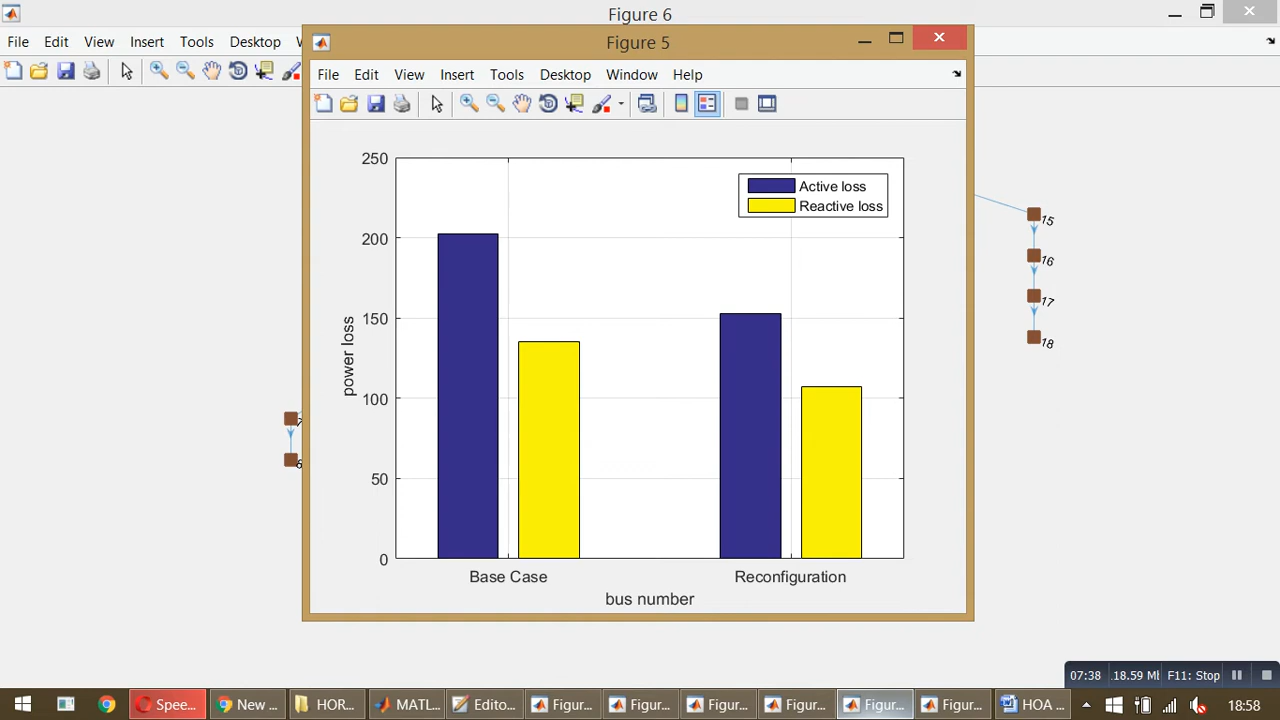 Figure 6
File Edit View Insert Tools Desktop
Figure 5
File Edit View Insert Tools Desktop Window Help
250
200
150
100
50
0
power loss
Active loss
Reactive loss
Base Case Reconfiguration
bus number
15
16
17
18
7
6
07:38 18.59 F11: Stop
Spee... New ... HOR... MATL... Edito... Figur... Figur... Figur... Figur... Figur... Figur... HOA ... 18:58